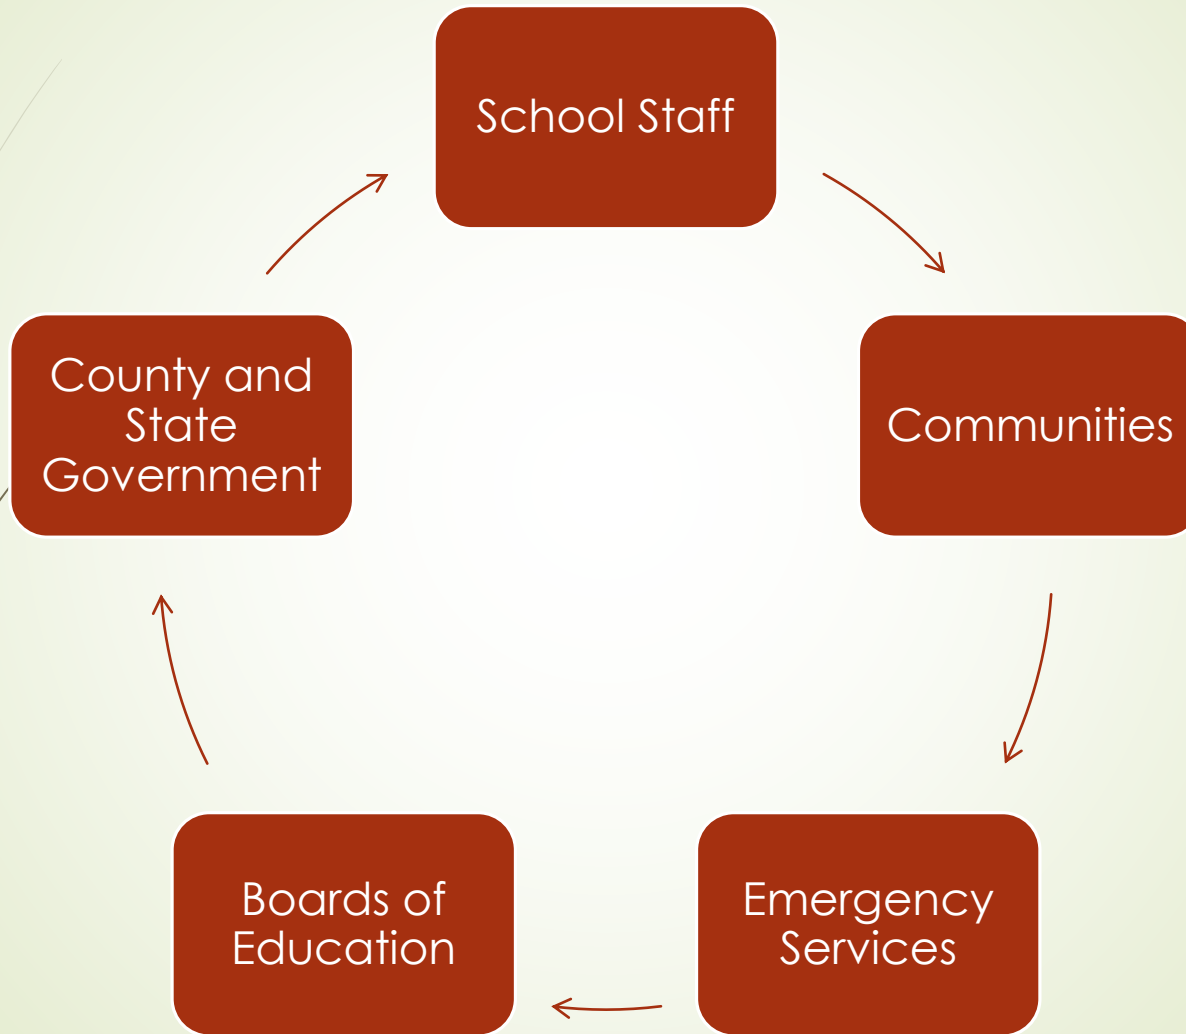 School Staff
Communities
Emergency
Services
Boards of
Education
County and
State
Government